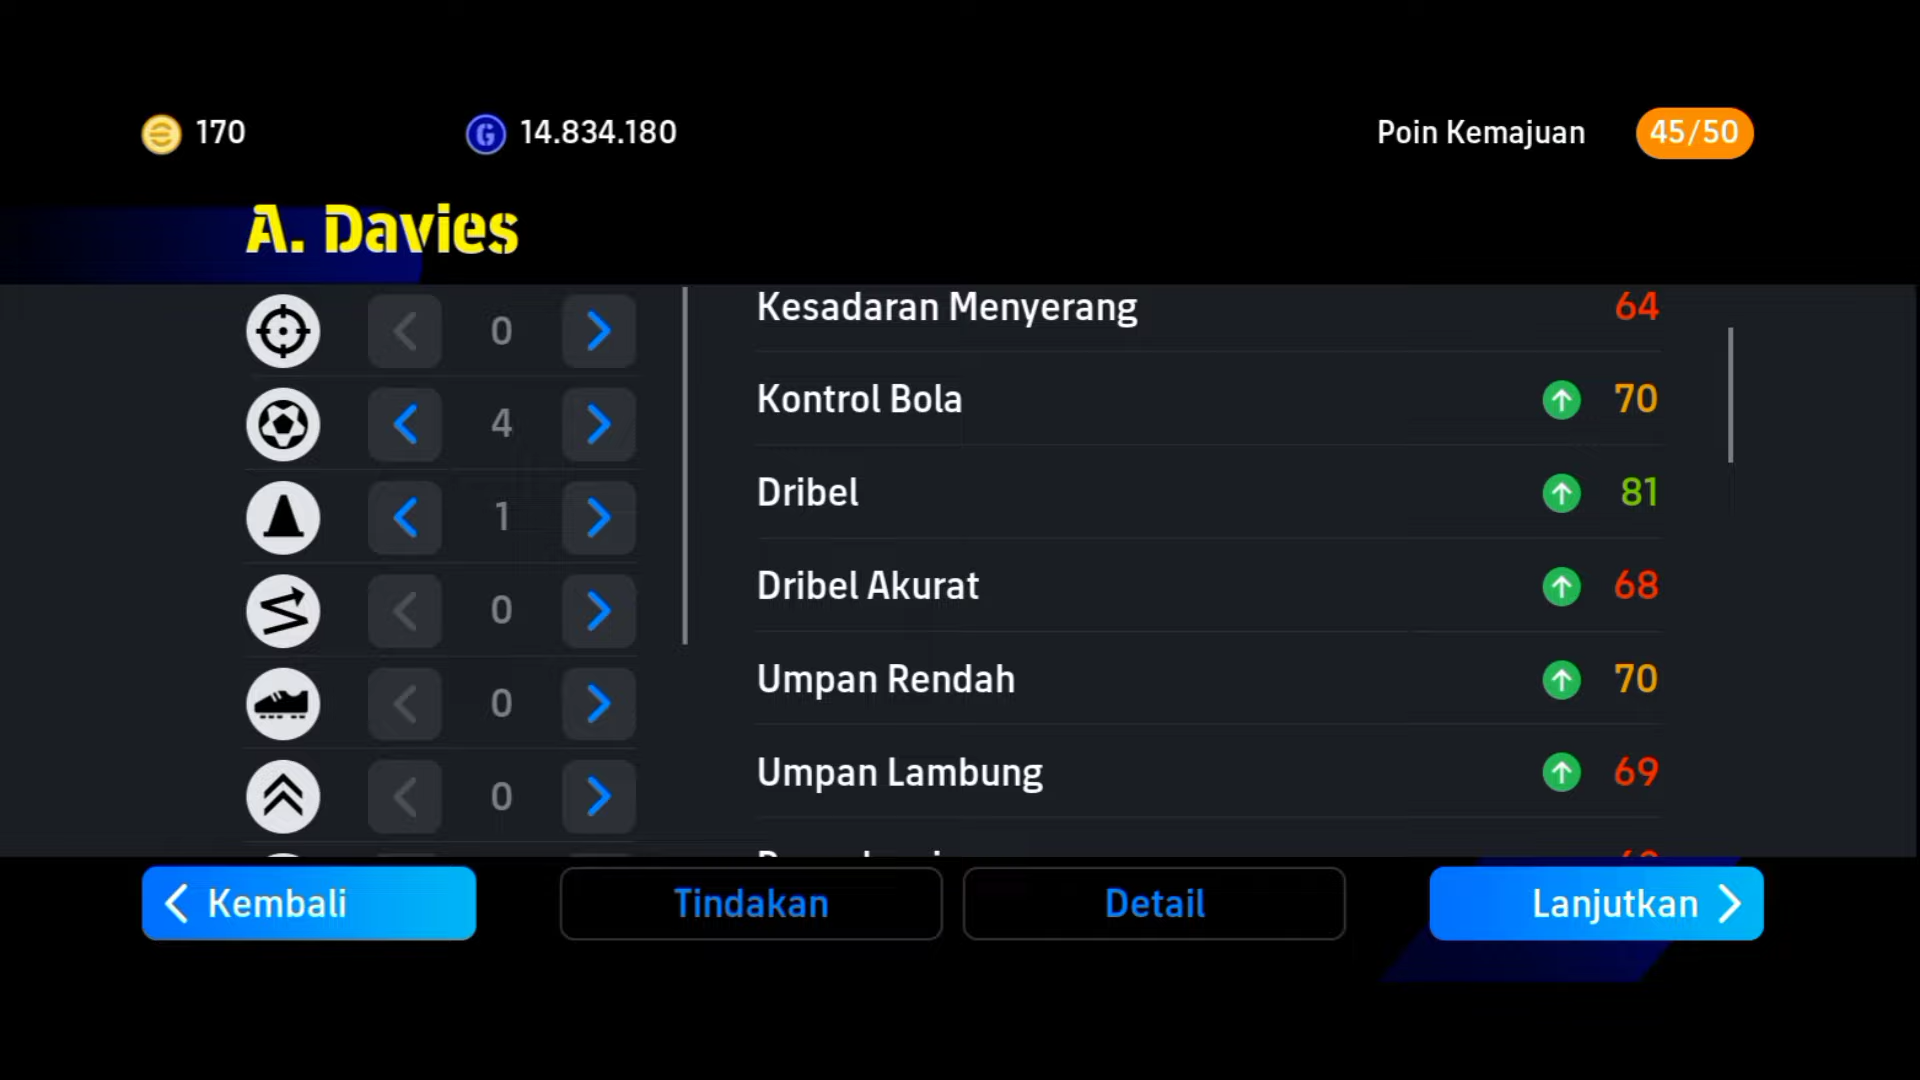 170
14.834.180
Poin Kemajuan 45/50
A. Davies
0
4
1
0
0
0
Kesadaran Menyerang 64
Kontrol Bola 70
Dribel 81
Dribel Akurat 68
Umpan Rendah 70
Umpan Lambung 69
Kembali
Tindakan
Detail
Lanjutkan